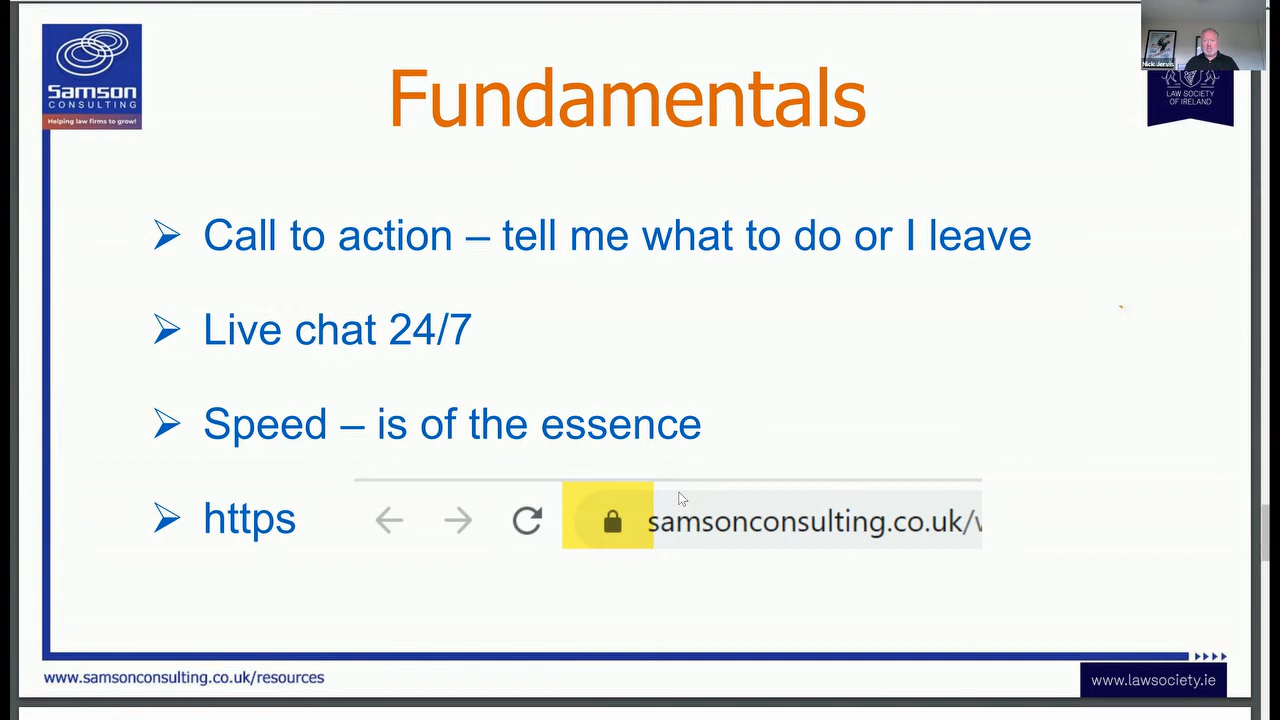 Samson
CONSULTING
Helping law firms to grow!
Fundamentals
Nick Jervis
LAW SOCIETY
OF IRELAND
➢ Call to action – tell me what to do or I leave
➢ Live chat 24/7
➢ Speed – is of the essence
➢ https
samsonconsulting.co.uk/
www.samsonconsulting.co.uk/resources
www.lawsociety.ie